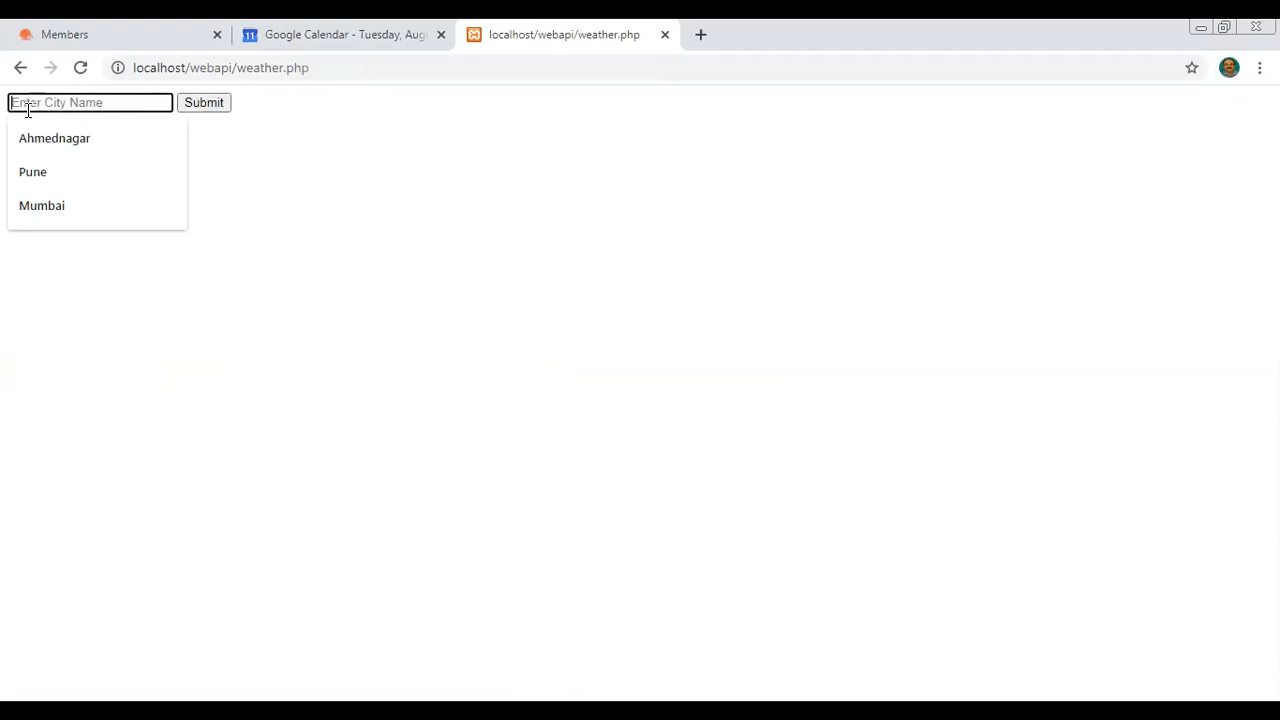 Members
Google Calendar - Tuesday, Aug
localhost/webapi/weather.php
localhost/webapi/weather.php
Enter City Name
Submit
Ahmednagar
Pune
Mumbai